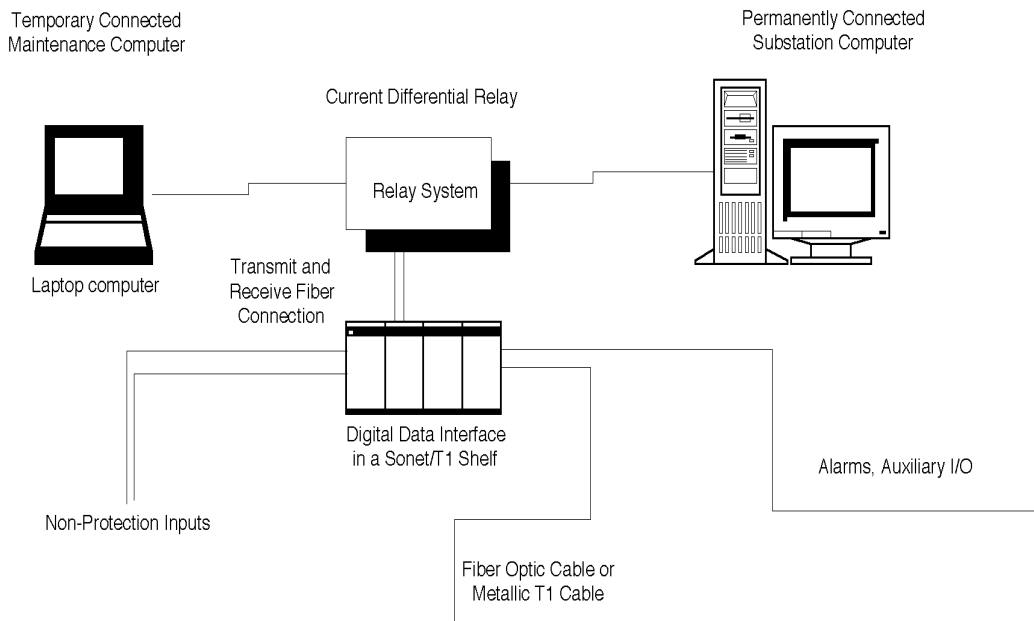 Temporary Connected
Maintenance Computer
Permanently Connected
Substation Computer
Current Differential Relay
Relay System
Laptop computer
Transmit and
Receive Fiber
Connection
Digital Data Interface
in a Sonet/T1 Shelf
Alarms, Auxiliary I/O
Non-Protection Inputs
Fiber Optic Cable or
Metallic T1 Cable